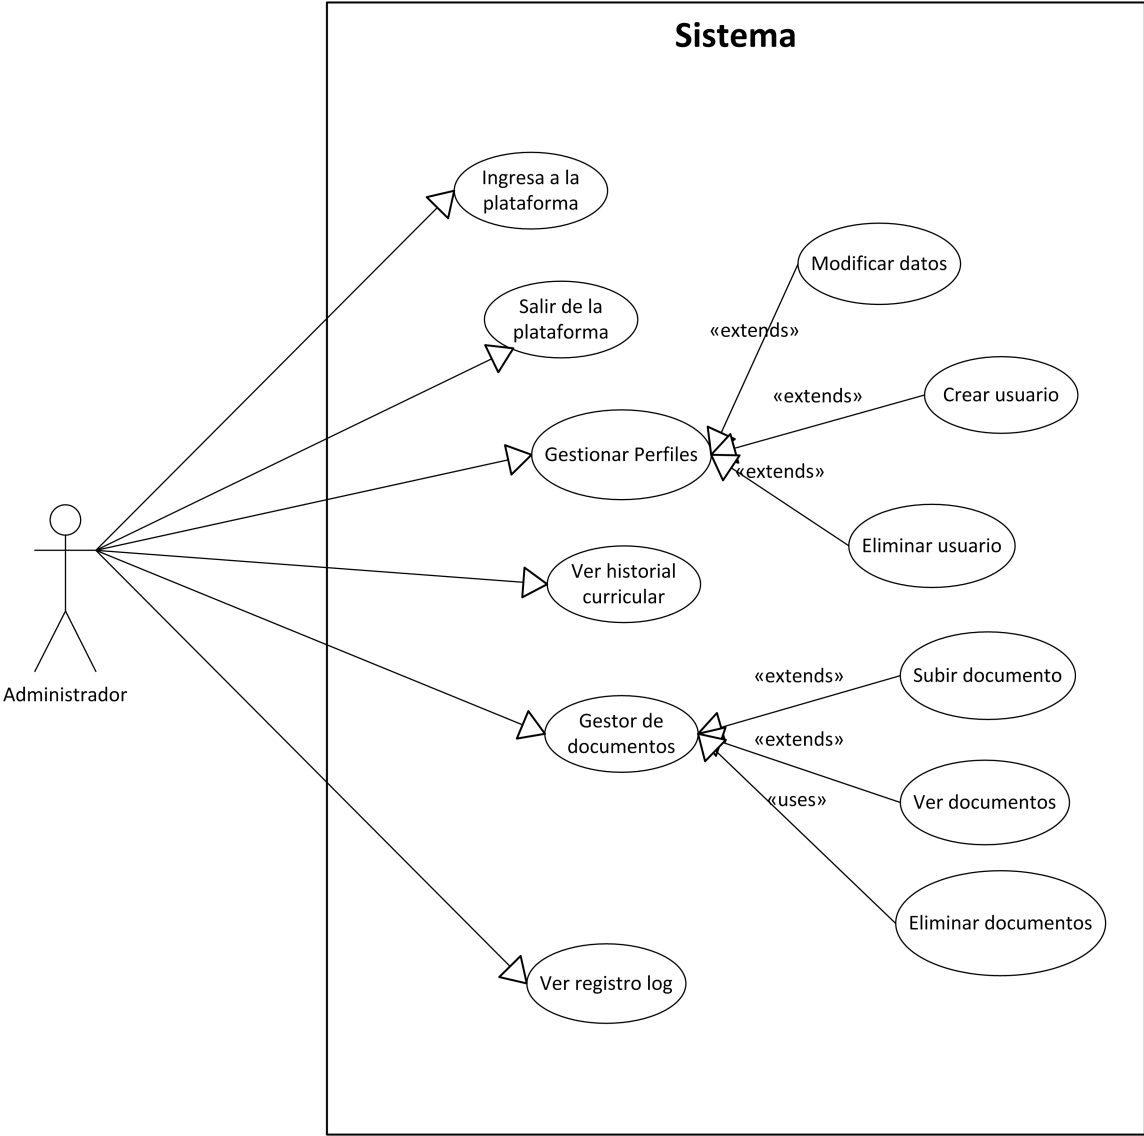 Sistema
Ingresa a la
plataforma
Modificar datos
Salir de la
plataforma
«extends»
«extends»
Crear usuario
Gestionar Perfiles
«extends»
Eliminar usuario
Ver historial
curricular
Administrador
«extends»
Subir documento
Gestor de
documentos
«extends»
«uses»
Ver documentos
Eliminar documentos
Ver registro log